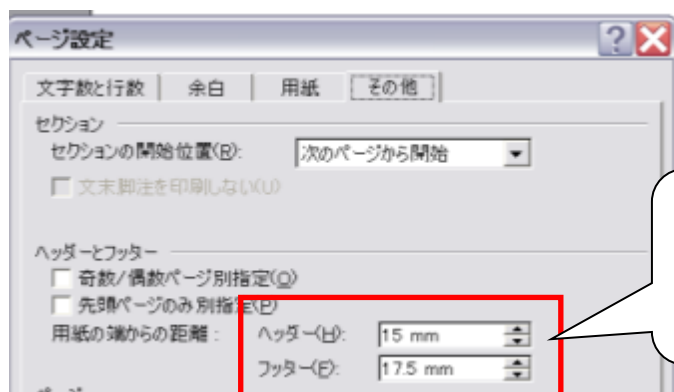 ページ設定
文字数と行数 余白 用紙 その他
セクション
セクションの開始位置(R): 次のページから開始
文末脚注を印刷しない(U)
ヘッダーとフッター
奇数/偶数ページ別指定(O)
先頭ページのみ別指定(P)
用紙の端からの距離: ヘッダー(H): 15 mm
フッター(F): 17.5 mm
ページ